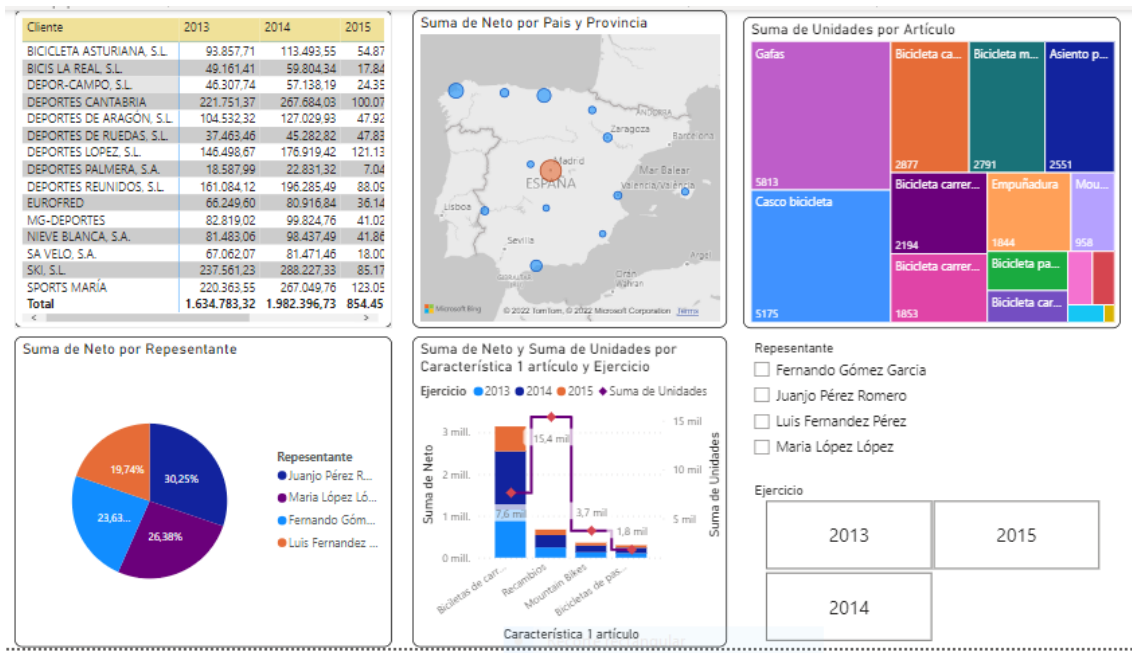 Cliente 2013 2014 2015
BICICLETA ASTURIANA, S.L. 93.857,71 113.493,55 54.87
BICIS LA REAL, S.L. 49.161,41 59.804,34 17.84
DEPOR-CAMPO, S.L. 46.307,74 57.138,19 24.35
DEPORTES CANTABRIA 221.751,37 267.684,03 100.07
DEPORTES DE ARAGÓN, S.L. 104.532,32 127.029,93 47.92
DEPORTES DE RUEDAS, S.L. 37.463,46 45.282,82 47.83
DEPORTES LOPEZ, S.L. 146.498,67 176.919,42 121.13
DEPORTES PALMERA, S.A. 18.587,99 22.831,32 7.04
DEPORTES REUNIDOS, S.L. 161.084,12 196.285,49 88.09
EUROFRED 66.249,60 80.916,84 36.14
MG-DEPORTES 82.819,02 99.824,76 41.02
NIEVE BLANCA, S.A. 81.483,06 98.437,49 41.86
SA VELO, S.A. 67.062,07 81.471,46 18.00
SKI, S.L. 237.561,23 288.227,33 85.17
SPORTS MARÍA 220.363,55 267.049,76 123.05
Total 1.634.783,32 1.982.396,73 854.45
Suma de Neto por Pais y Provincia
ANDORRA
Zaragoza
Barcelona
Madrid
Mar Balear
ESPAÑA
Valencia/València
Lisboa
Sevilla
Argel
GIBRALTAR
Oran
Wahran
Microsoft Bing
© 2022 TomTom, © 2022 Microsoft Corporation Terms
Suma de Unidades por Artículo
Gafas
5813
Casco bicicleta
5175
Bicicleta ca...
2877
Bicicleta m...
2791
Asiento p...
2551
Bicicleta carrer...
2194
Empuñadura
1844
Mou...
958
Bicicleta carrer...
1853
Bicicleta pa...
Bicicleta car...
Suma de Neto por Repesentante
30,25%
26,38%
23,63...
19,74%
Repesentante
Juanjo Pérez R...
Maria López Ló...
Fernando Góm...
Luis Fernandez ...
Suma de Neto y Suma de Unidades por
Característica 1 artículo y Ejercicio
Ejercicio 2013 2014 2015 Suma de Unidades
Suma de Neto
3 mill.
2 mill.
1 mill.
0 mill.
7,6 mil
15,4 mil
3,7 mil
1,8 mil
15 mil
10 mil
5 mil
Suma de Unidades
Biciletas de carr...
Recambios
Mountain Bikes
Bicicletas de pas...
Característica 1 artículo
Repesentante
Fernando Gómez Garcia
Juanjo Pérez Romero
Luis Fernandez Pérez
Maria López López
Ejercicio
2013
2015
2014